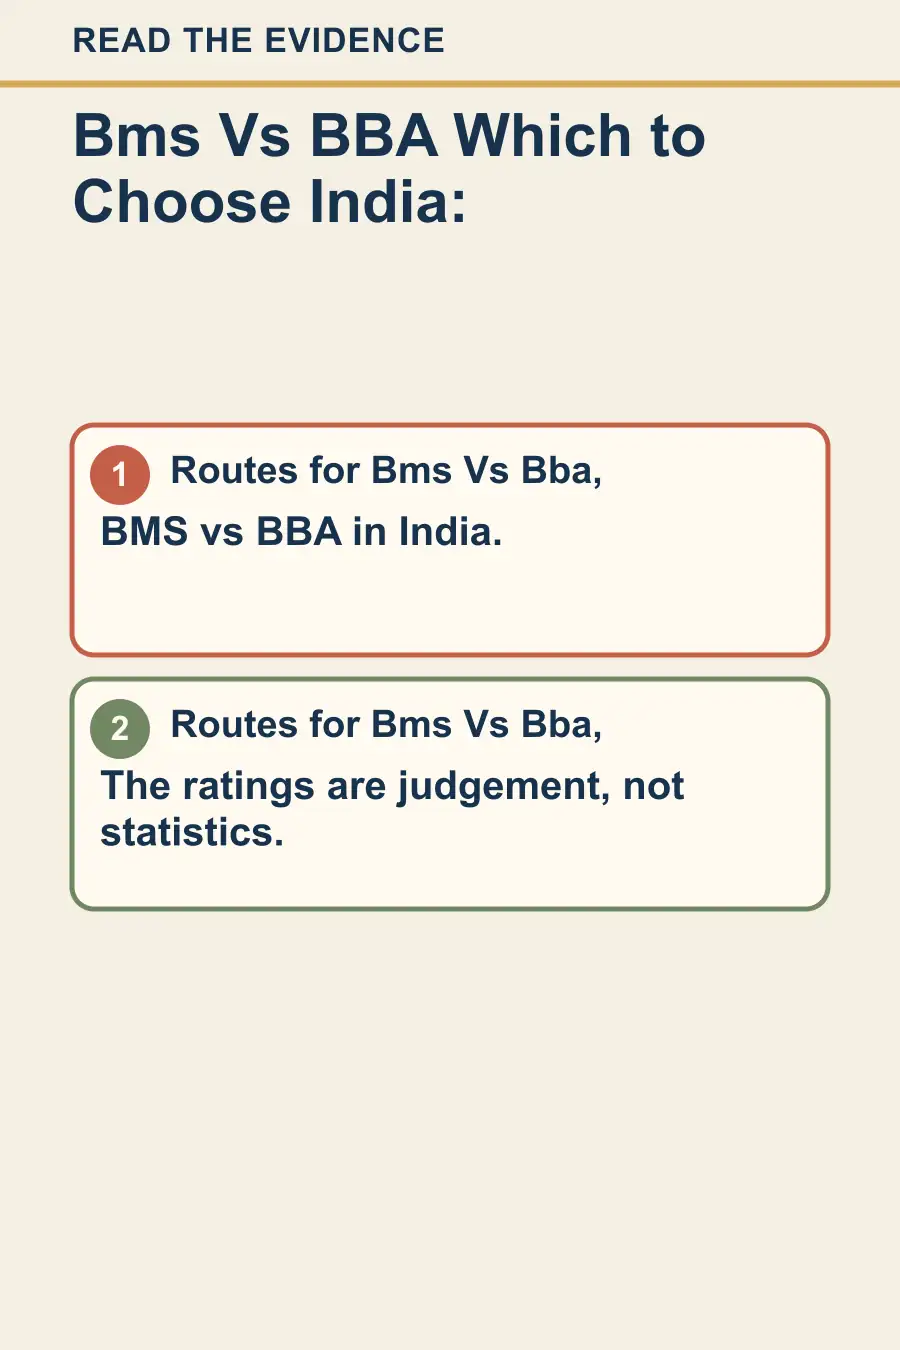 READ THE EVIDENCE
Bms Vs BBA Which to
Choose India:
1 Routes for Bms Vs Bba,
BMS vs BBA in India.
2 Routes for Bms Vs Bba,
The ratings are judgement, not
statistics.